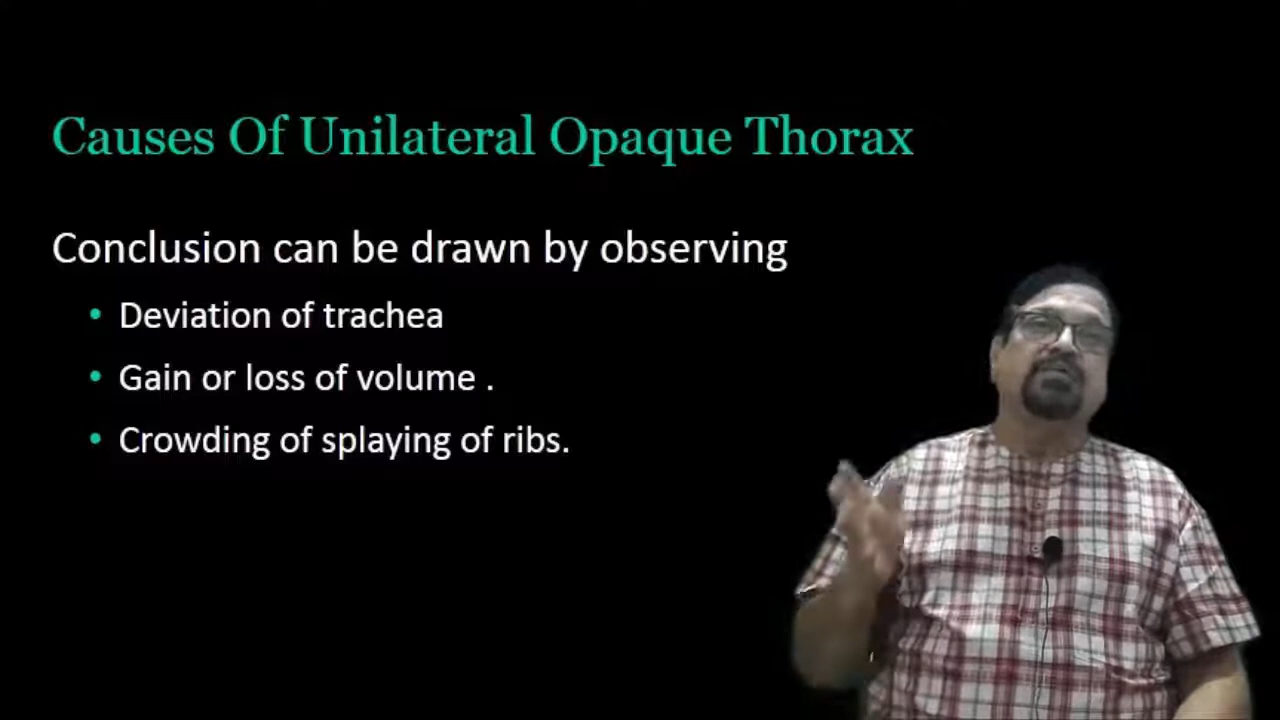 Causes Of Unilateral Opaque Thorax
Conclusion can be drawn by observing
• Deviation of trachea
• Gain or loss of volume .
• Crowding of splaying of ribs.